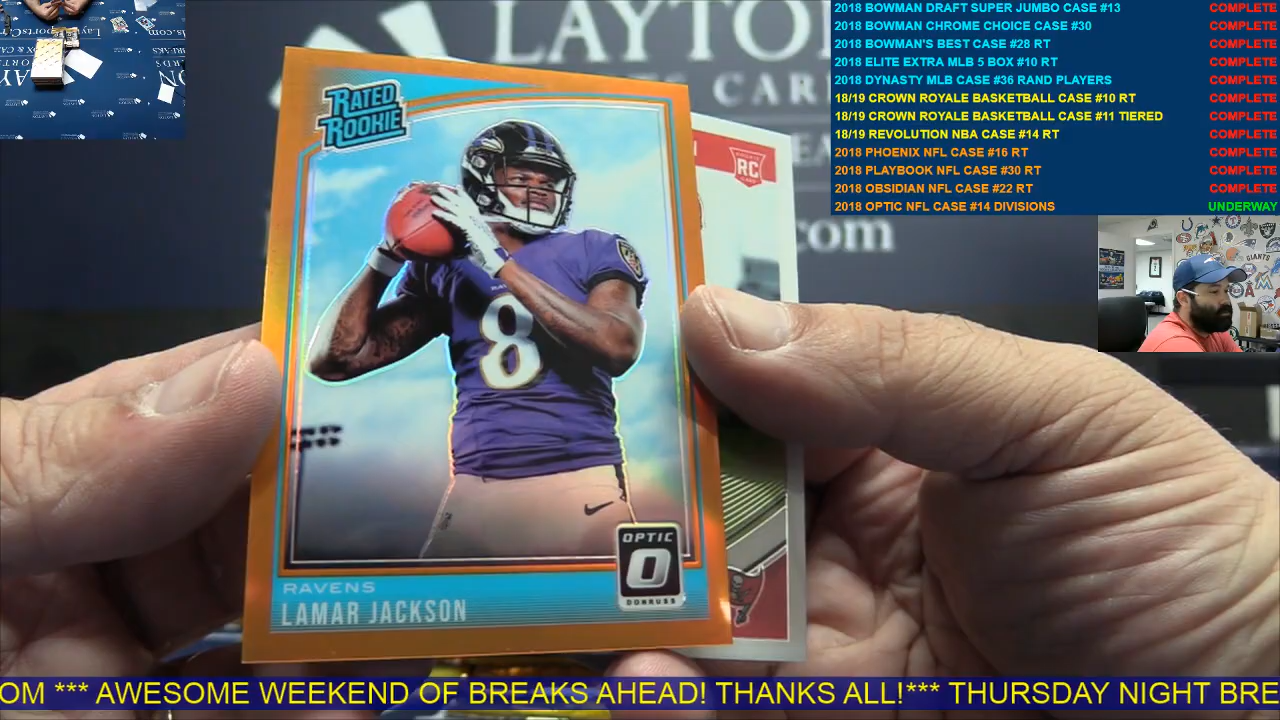 2018 BOWMAN DRAFT SUPER JUMBO CASE #13 COMPLETE
2018 BOWMAN CHROME CHOICE CASE #30 COMPLETE
2018 BOWMAN'S BEST CASE #28 RT COMPLETE
2018 ELITE EXTRA MLB 5 BOX #10 RT COMPLETE
2018 DYNASTY MLB CASE #36 RAND PLAYERS COMPLETE
18/19 CROWN ROYALE BASKETBALL CASE #10 RT COMPLETE
18/19 CROWN ROYALE BASKETBALL CASE #11 TIERED COMPLETE
18/19 REVOLUTION NBA CASE #14 RT COMPLETE
2018 PHOENIX NFL CASE #16 RT COMPLETE
2018 PLAYBOOK NFL CASE #30 RT COMPLETE
2018 OBSIDIAN NFL CASE #22 RT COMPLETE
2018 OPTIC NFL CASE #14 DIVISIONS UNDERWAY
LAYTO
S CAR
com
RATED
ROOKIE
RC
8
GIANTS
OPTIC
O
DONRUSS
RAVENS
LAMAR JACKSON
OM *** AWESOME WEEKEND OF BREAKS AHEAD! THANKS ALL!*** THURSDAY NIGHT BRE